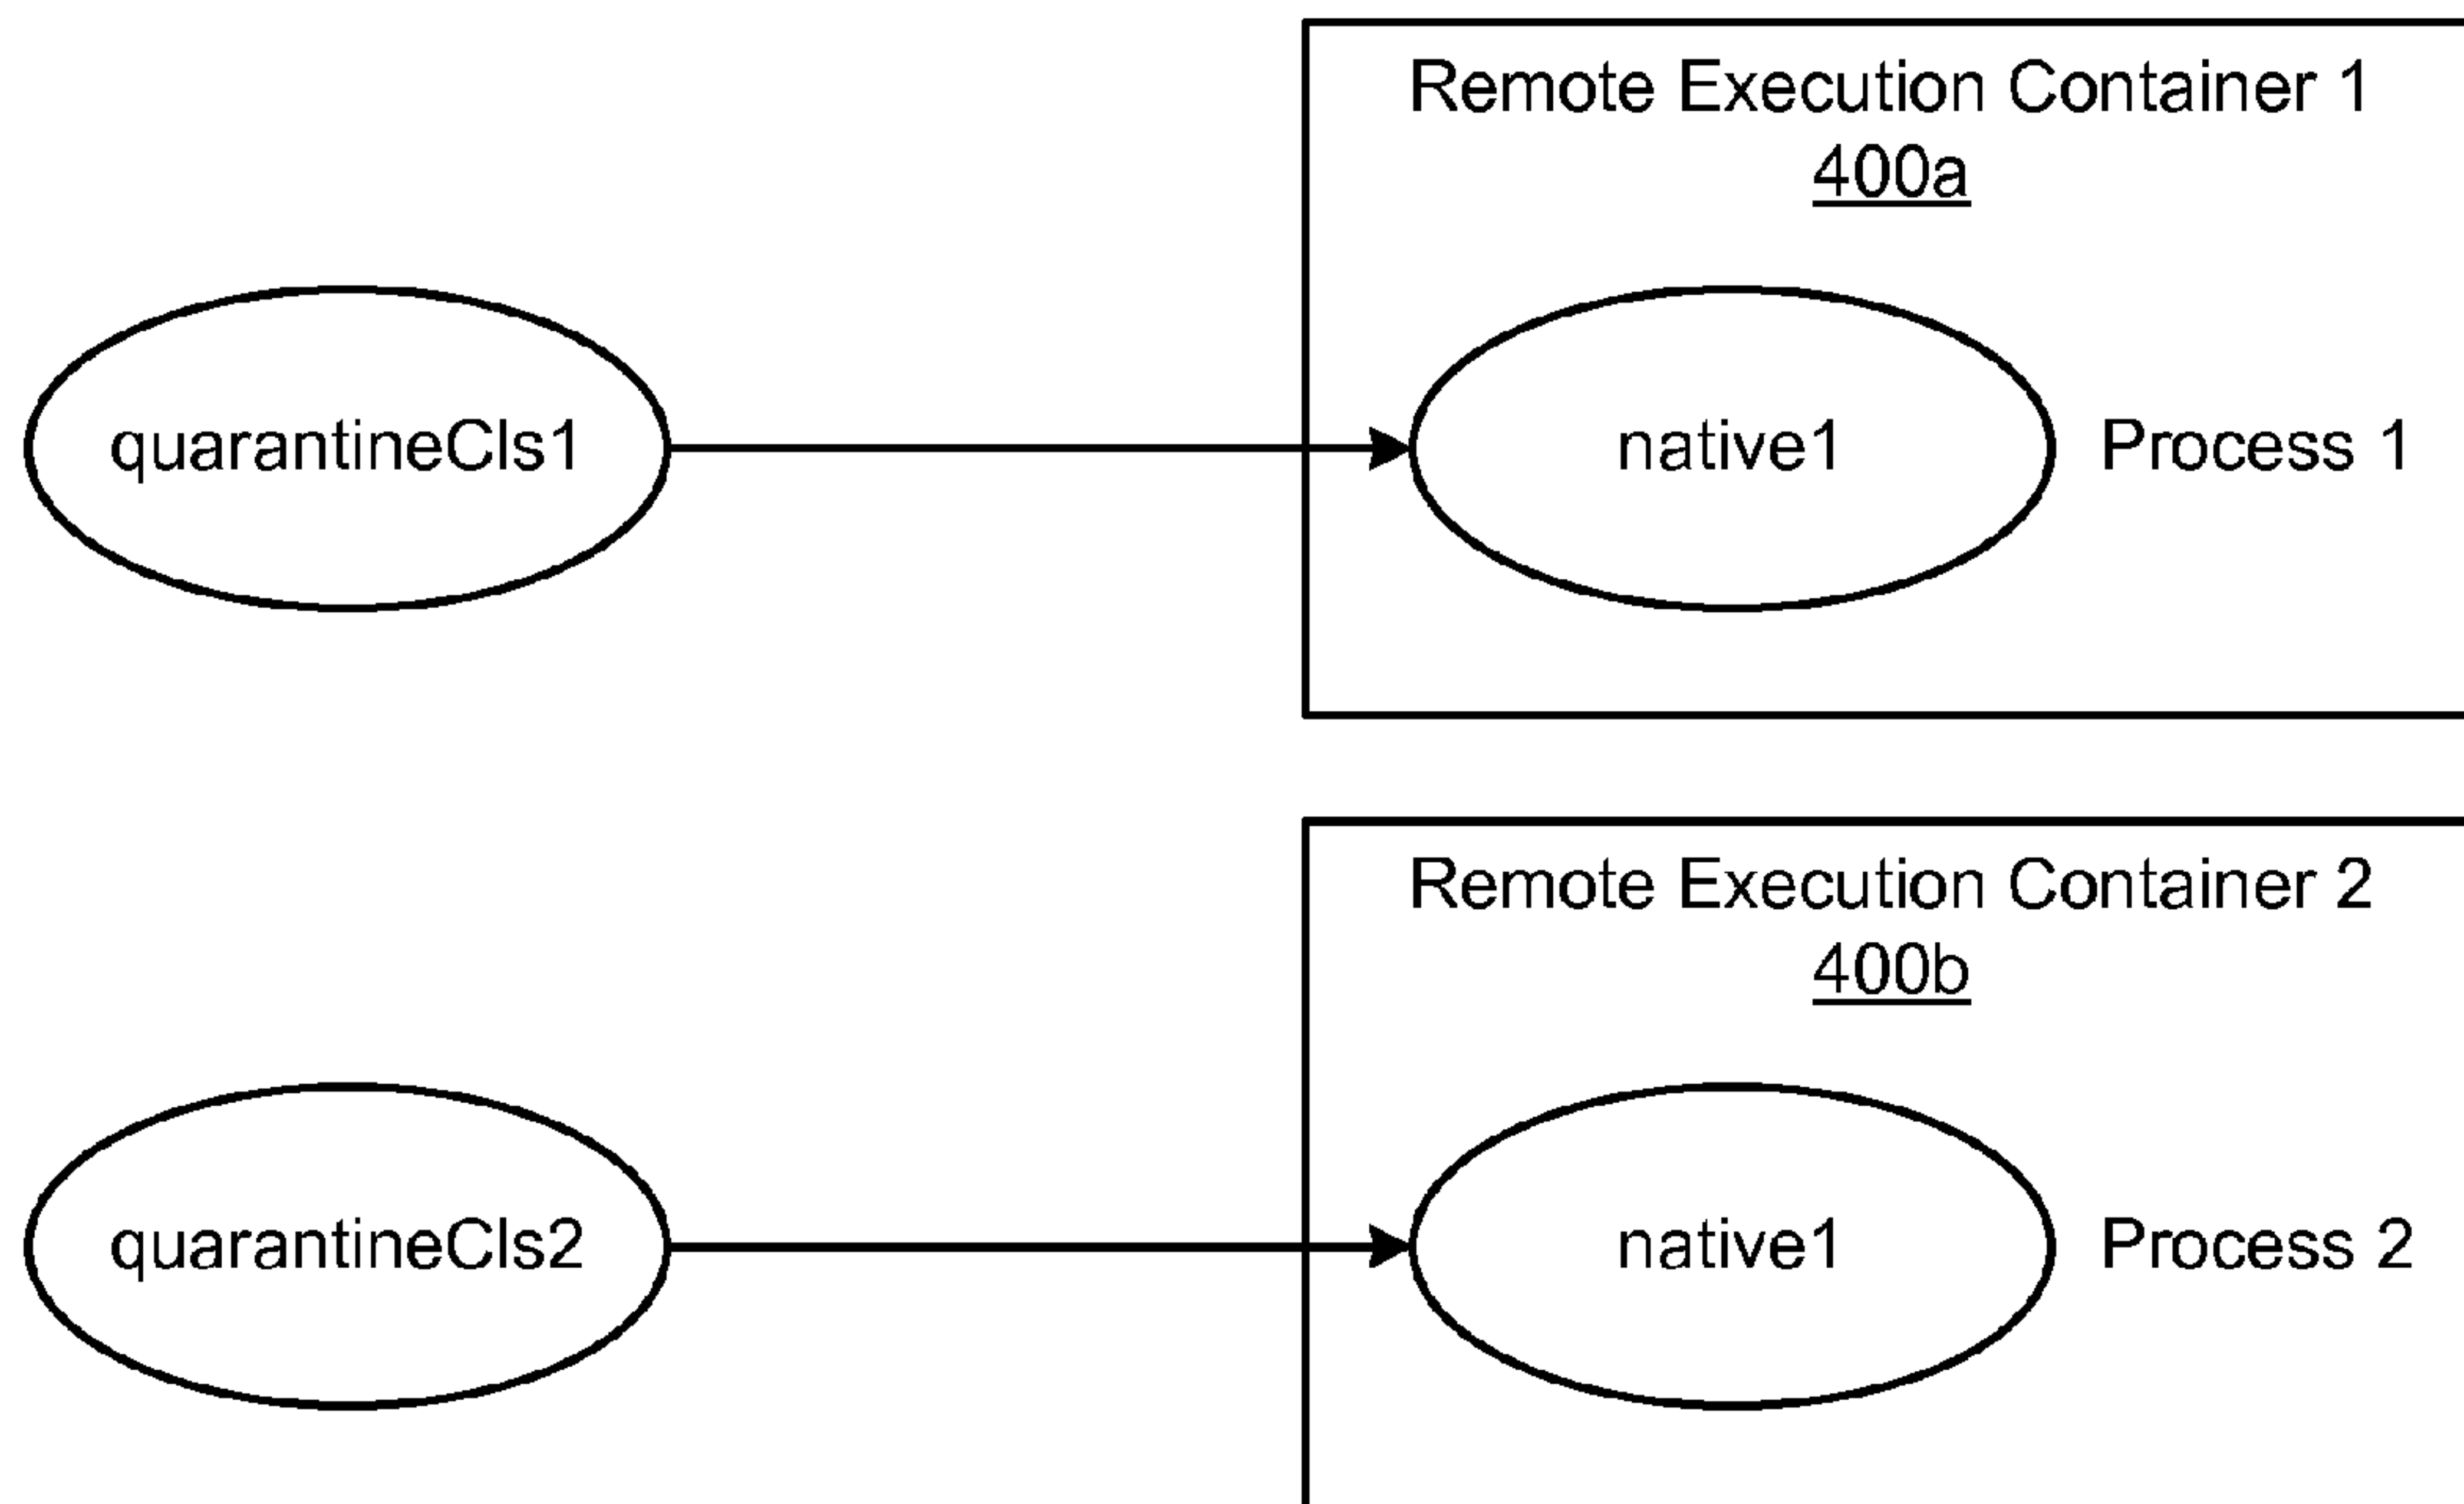 Remote Execution Container 1
400a
quarantineCls1
native1
Process 1
Remote Execution Container 2
400b
quarantineCls2
native1
Process 2